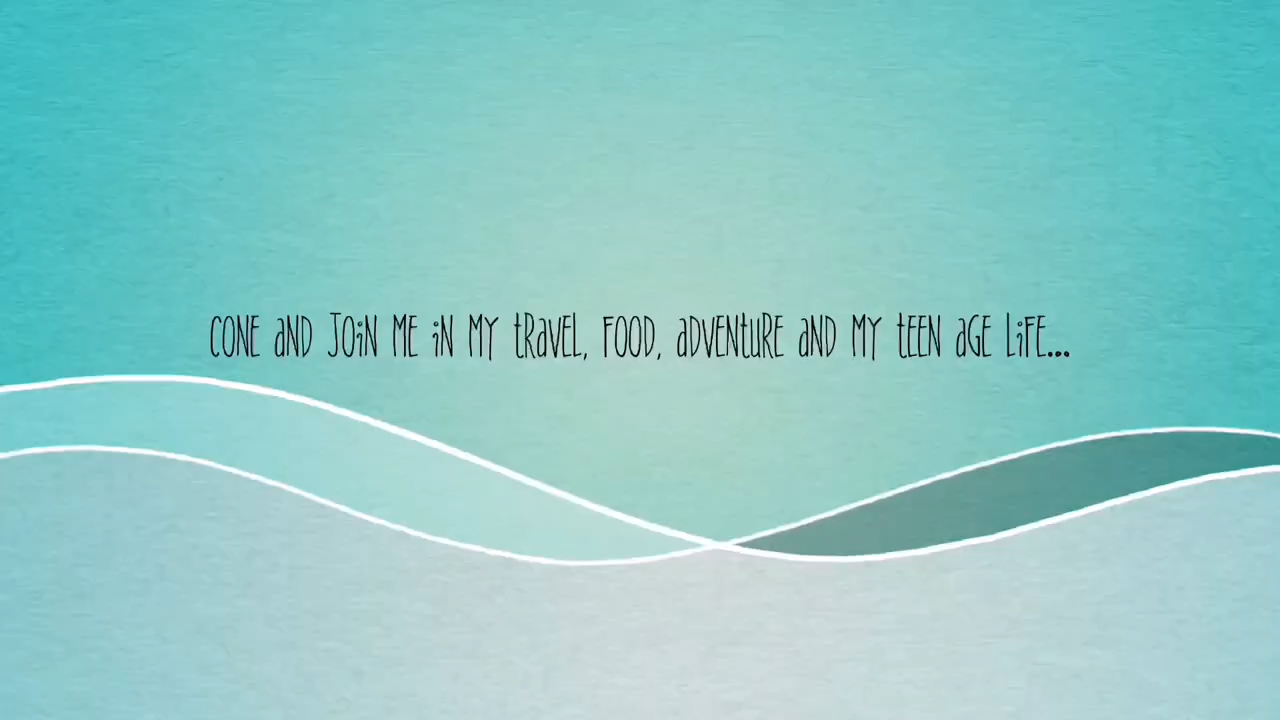 CONE AND JOIN ME IN MY TRAVEL, FOOD, ADVENTURE AND MY TEEN AGE LIFE...